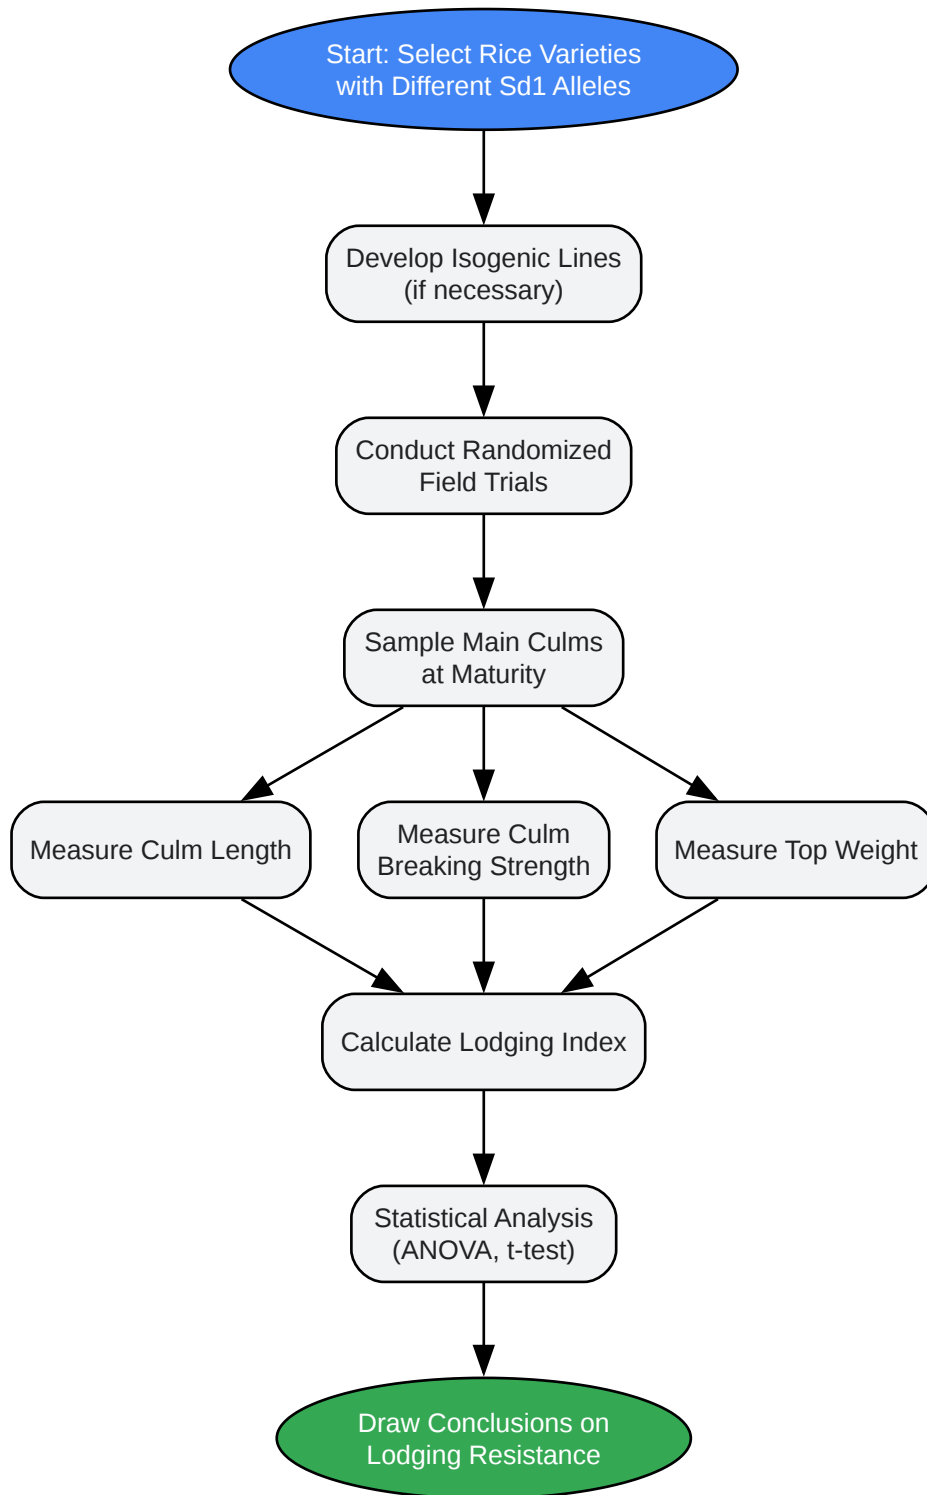 Start: Select Rice Varieties
with Different Sd1 Alleles
Develop Isogenic Lines
(if necessary)
Conduct Randomized
Field Trials
Sample Main Culms
at Maturity
Measure Culm Length
Measure Culm
Breaking Strength
Measure Top Weight
Calculate Lodging Index
Statistical Analysis
(ANOVA, t-test)
Draw Conclusions on
Lodging Resistance